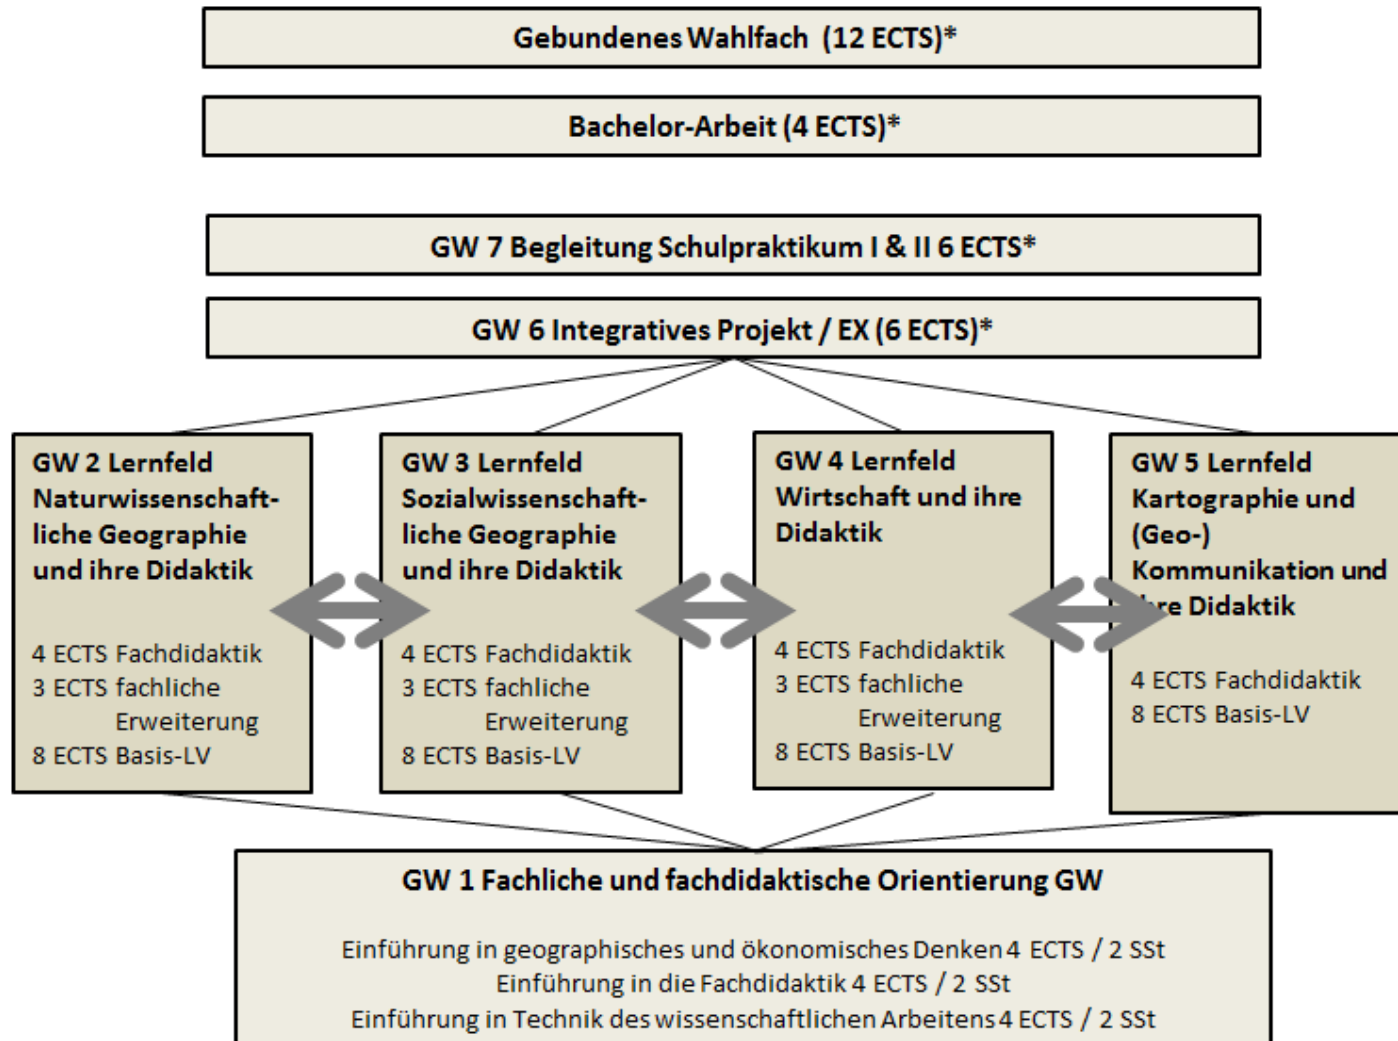 Gebundenes Wahlfach (12 ECTS)*
Bachelor-Arbeit (4 ECTS)*
GW 7 Begleitung Schulpraktikum I & II 6 ECTS*
GW 6 Integratives Projekt / EX (6 ECTS)*
GW 2 Lernfeld
Naturwissenschaft-
liche Geographie
und ihre Didaktik
4 ECTS Fachdidaktik
3 ECTS fachliche
Erweiterung
8 ECTS Basis-LV
GW 3 Lernfeld
Sozialwissenschaft-
liche Geographie
und ihre Didaktik
4 ECTS Fachdidaktik
3 ECTS fachliche
Erweiterung
8 ECTS Basis-LV
GW 4 Lernfeld
Wirtschaft und ihre
Didaktik
4 ECTS Fachdidaktik
3 ECTS fachliche
Erweiterung
8 ECTS Basis-LV
GW 5 Lernfeld
Kartographie und
(Geo-)
Kommunikation und
ihre Didaktik
4 ECTS Fachdidaktik
8 ECTS Basis-LV
GW 1 Fachliche und fachdidaktische Orientierung GW
Einführung in geographisches und ökonomisches Denken 4 ECTS / 2 SSt
Einführung in die Fachdidaktik 4 ECTS / 2 SSt
Einführung in Technik des wissenschaftlichen Arbeitens 4 ECTS / 2 SSt